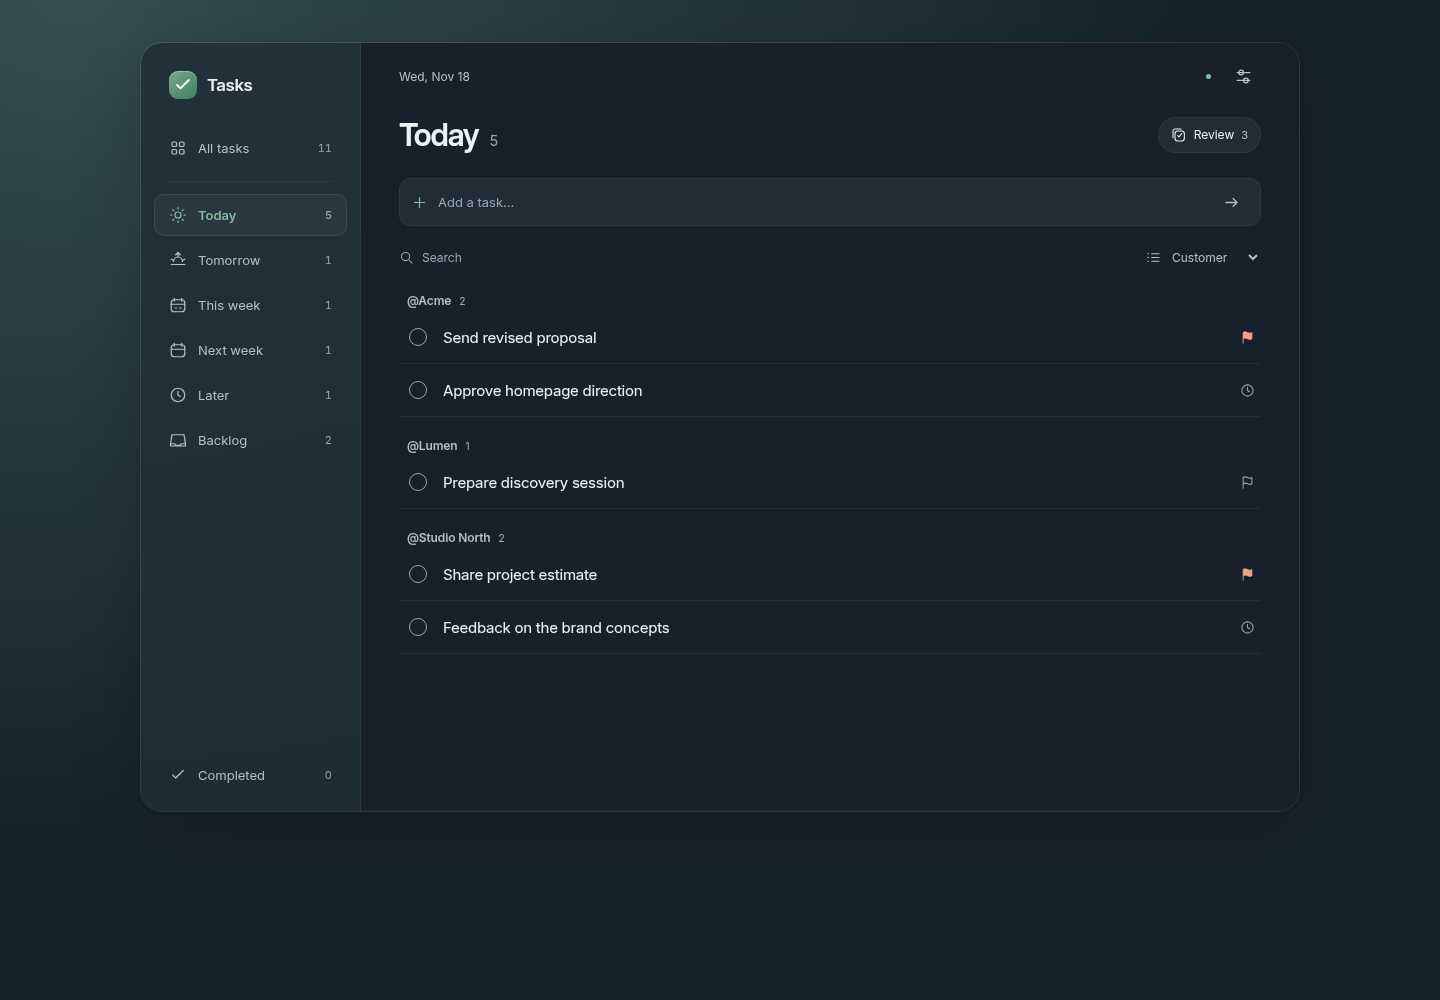 Tasks
All tasks 11
Today 5
Tomorrow 1
This week 1
Next week 1
Later 1
Backlog 2
Completed 0
Wed, Nov 18
Today 5
Review 3
Add a task...
Search
Customer
@Acme 2
Send revised proposal
Approve homepage direction
@Lumen 1
Prepare discovery session
@Studio North 2
Share project estimate
Feedback on the brand concepts